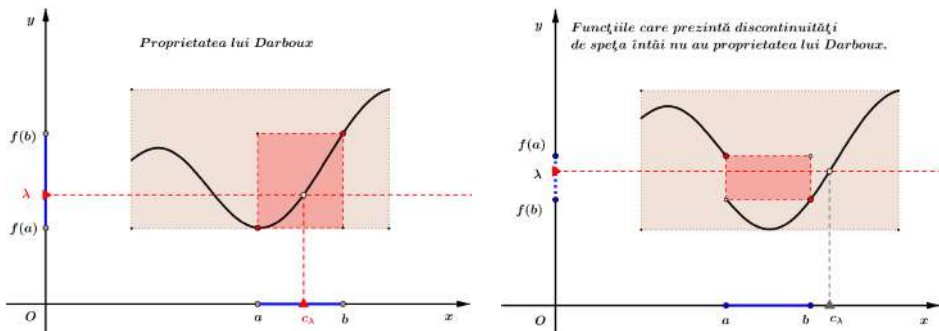 y
Proprietatea lui Darboux
f(b)
λ
f(a)
O
a
c_λ
b
x
y
Funcţiile care prezintă discontinuităţi
de speţa întâi nu au proprietatea lui Darboux.
f(a)
λ
f(b)
O
a
b
c_λ
x